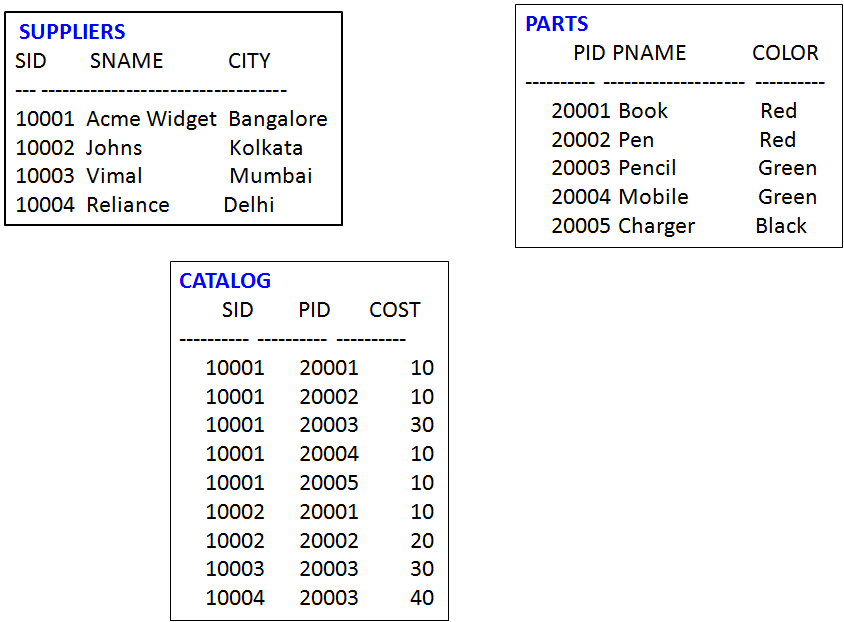 SUPPLIERS
SID SNAME CITY
--- -----------------------------------
10001 Acme Widget Bangalore
10002 Johns Kolkata
10003 Vimal Mumbai
10004 Reliance Delhi
PARTS
PID PNAME COLOR
---------- -------------------- ----------
20001 Book Red
20002 Pen Red
20003 Pencil Green
20004 Mobile Green
20005 Charger Black
CATALOG
SID PID COST
---------- ---------- ----------
10001 20001 10
10001 20002 10
10001 20003 30
10001 20004 10
10001 20005 10
10002 20001 10
10002 20002 20
10003 20003 30
10004 20003 40